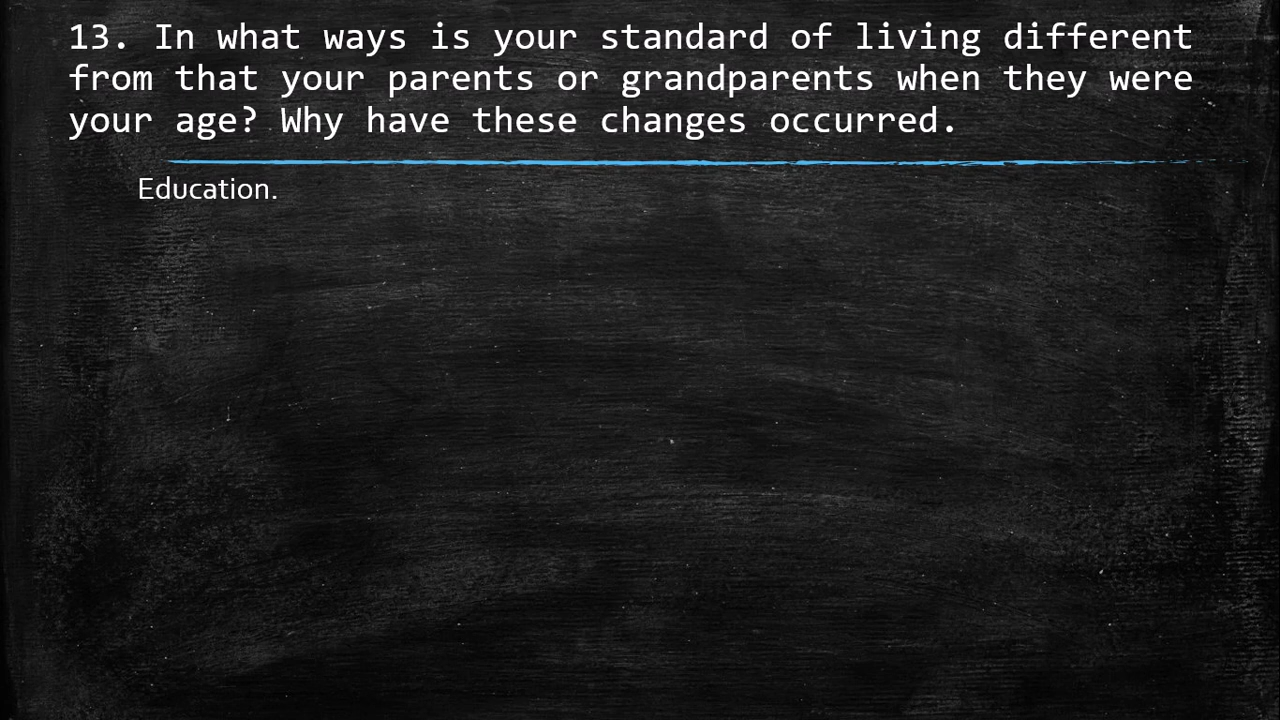 13. In what ways is your standard of living different
from that your parents or grandparents when they were
your age? Why have these changes occurred.
Education.